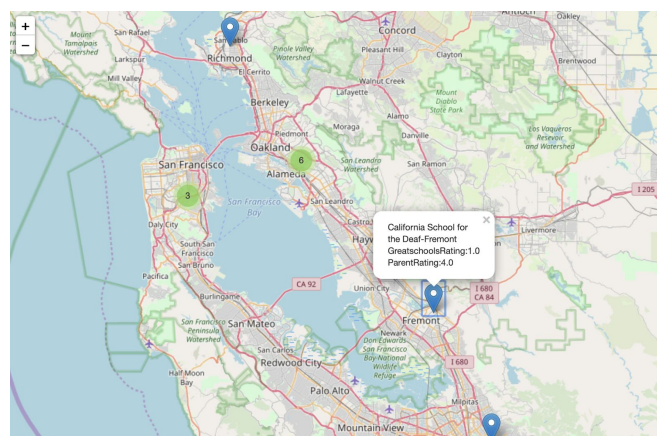 +
−
Mount
Tamalpais
Watershed
San Rafael
Larkspur
Mill Valley
Richmond
El Cerrito
Pinole Valley
Watershed
Concord
Pleasant Hill
Clayton
Oakley
Brentwood
Walnut Creek
Lafayette
Mount
Diablo
State Park
Berkeley
Alamo
Danville
Moraga
Piedmont
Oakland
6
Alameda
San Leandro
Watershed
Los Vaqueros
Reservoir
and Watershed
San Ramon
San Francisco
3
San Francisco
Bay
San Leandro
I 205
Daly City
Livermore
California School for
the Deaf-Fremont
GreatschoolsRating:1.0
ParentRating:4.0
×
South San
Francisco
San Bruno
Pacifica
Burlingame
CA 92
Union City
I 680
CA 84
San Francisco
Peninsula
Watershed
San Mateo
Fremont
Newark
Don Edwards
San Francisco
Bay National
Wildlife
Refuge
San Carlos
Redwood City
I 680
Half Moon
Bay
Palo Alto
Milpitas
Mountain View